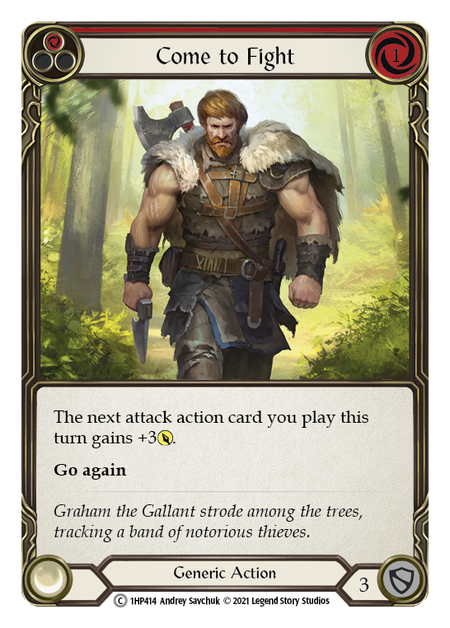 Come to Fight
1
The next attack action card you play this
turn gains +3.
Go again
Graham the Gallant strode among the trees,
tracking a band of notorious thieves.
Generic Action
3
C 1HP414 Andrey Savchuk © 2021 Legend Story Studios